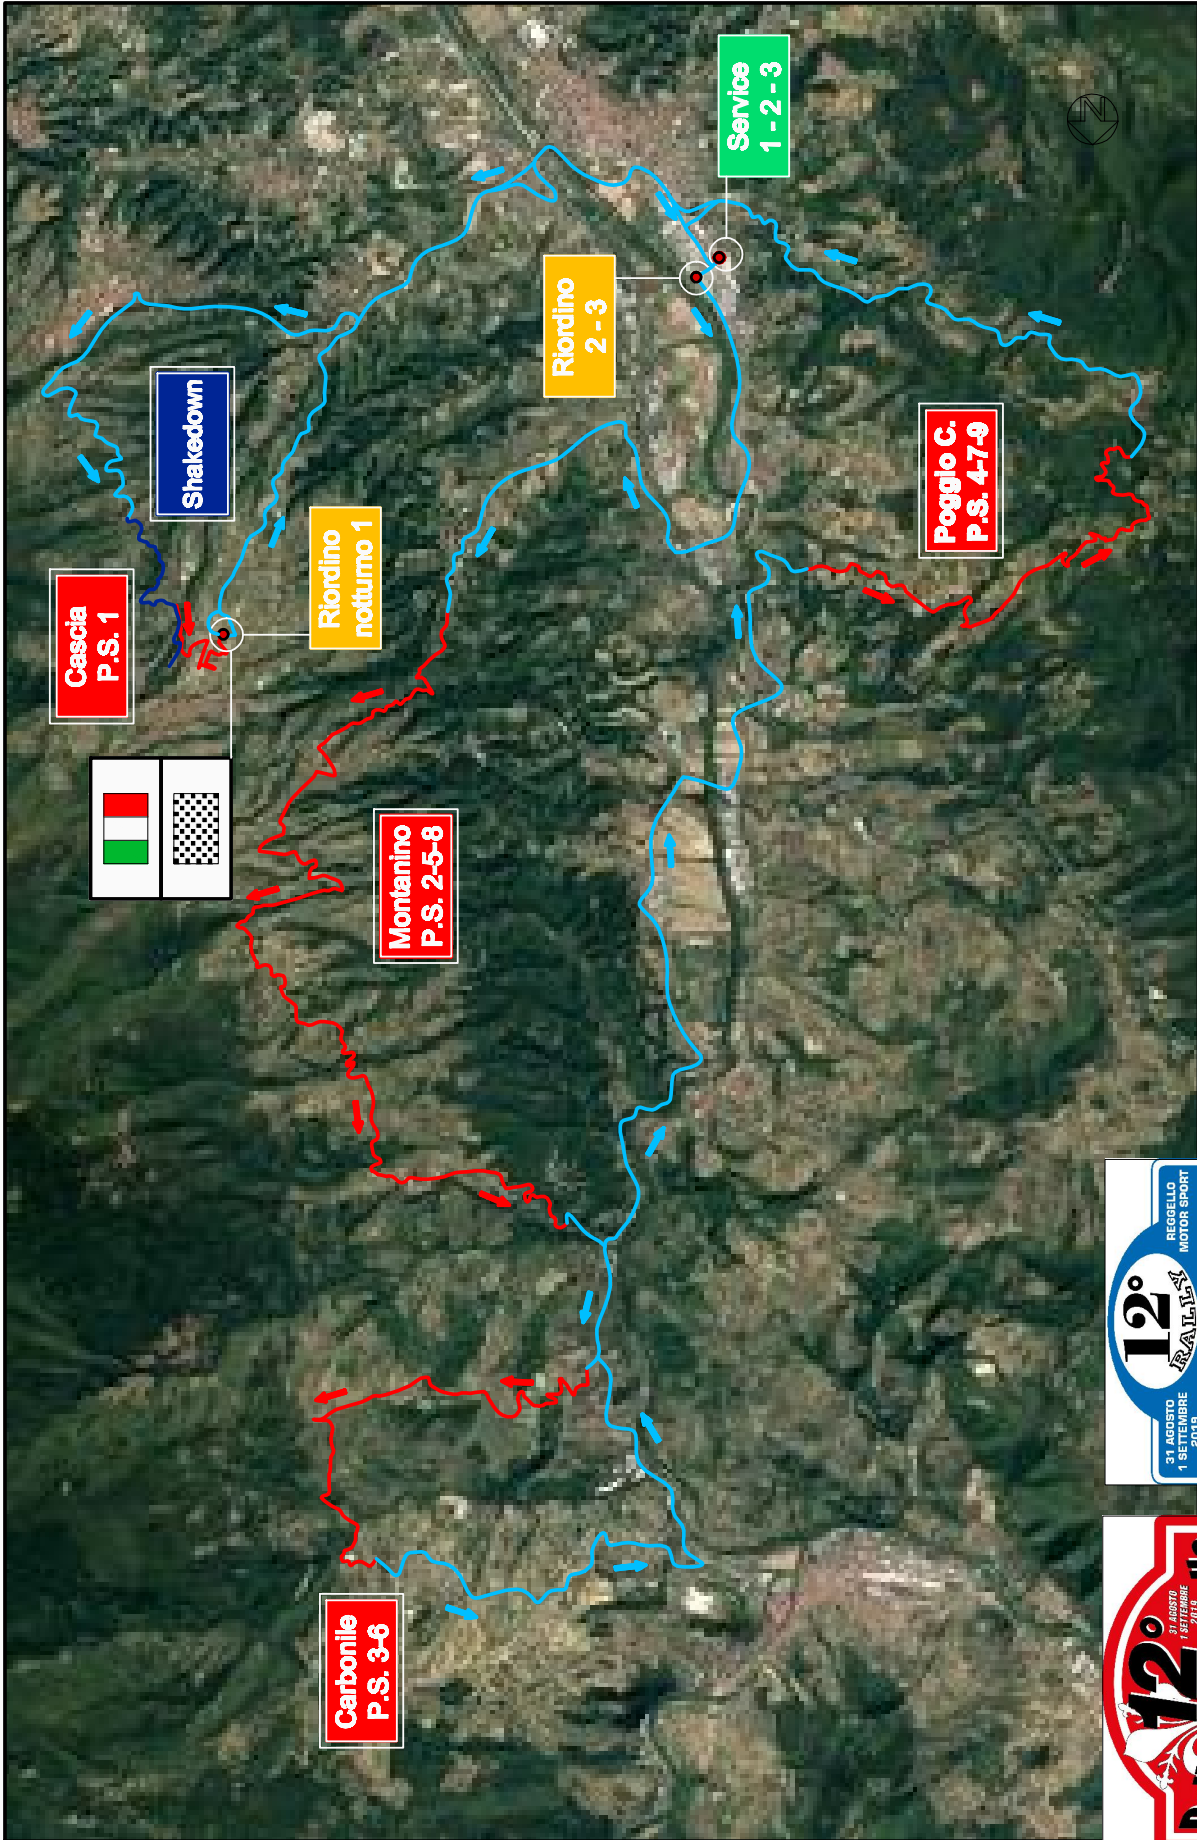 Service
1 - 2 - 3
Riordino
2 - 3
Shakedown
Cascia
P.S. 1
Riordino
notturno 1
Poggio C.
P.S. 4-7-9
Montanino
P.S. 2-5-8
Carbonile
P.S. 3-6
N
31 AGOSTO
1 SETTEMBRE
2018
12°
RALLY
REGGELLO
MOTOR SPORT
12°
31 AGOSTO
1 SETTEMBRE
2019